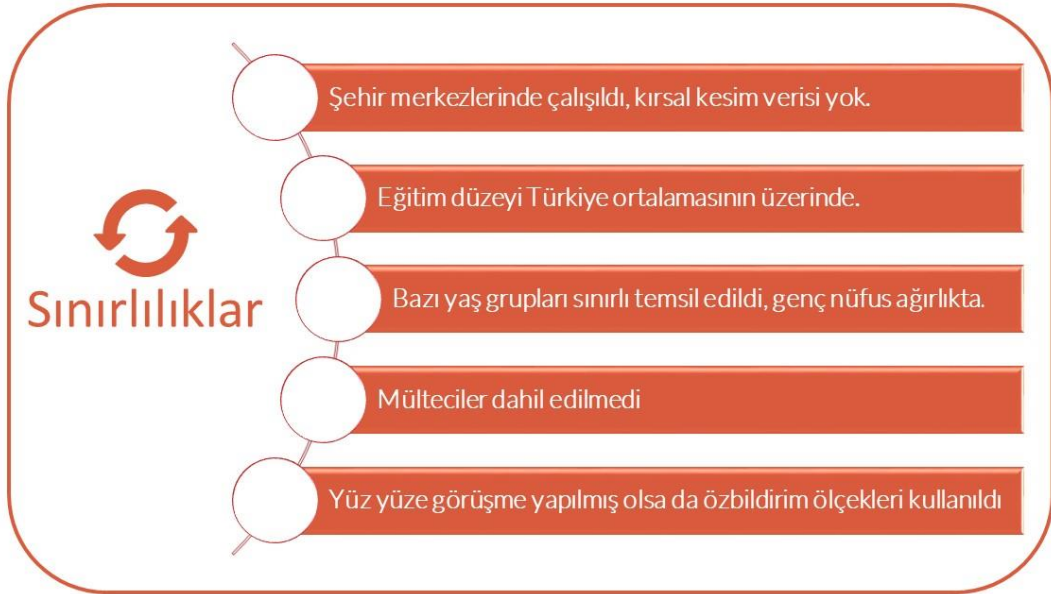 Sınırlılıklar
Şehir merkezlerinde çalışıldı, kırsal kesim verisi yok.
Eğitim düzeyi Türkiye ortalamasının üzerinde.
Bazı yaş grupları sınırlı temsil edildi, genç nüfus ağırlıkta.
Mülteciler dahil edilmedi
Yüz yüze görüşme yapılmış olsa da özbildirim ölçekleri kullanıldı